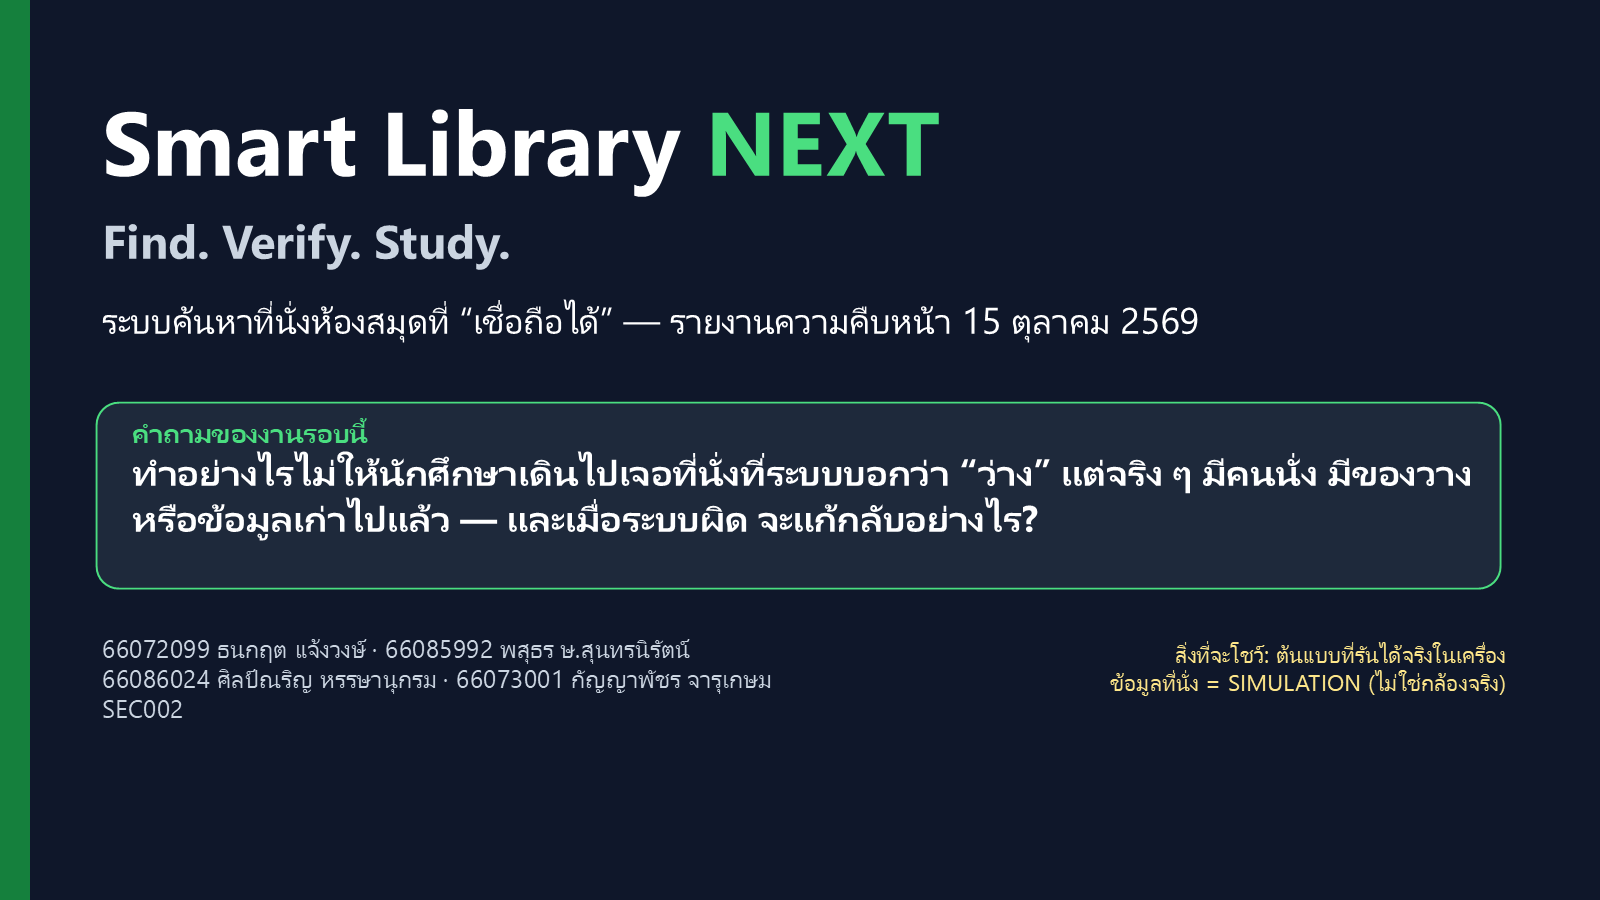 Smart Library NEXT
Find. Verify. Study.
ระบบค้นหาที่นั่งห้องสมุดที่ “เชื่อถือได้” — รายงานความคืบหน้า 15 ตุลาคม 2569
คำถามของงานรอบนี้
ทำอย่างไรไม่ให้นักศึกษาเดินไปเจอที่นั่งที่ระบบบอกว่า “ว่าง” แต่จริง ๆ มีคนนั่ง มีของวาง
หรือข้อมูลเก่าไปแล้ว — และเมื่อระบบผิด จะแก้กลับอย่างไร?
66072099 ธนกฤต แจ้งวงษ์ · 66085992 พสุธร ษ.สุนทรนิรัตน์
66086024 ศิลป์ณริญ หรรษานุกรม · 66073001 กัญญาพัชร จารุเกษม
SEC002
สิ่งที่จะโชว์: ต้นแบบที่รันได้จริงในเครื่อง
ข้อมูลที่นั่ง = SIMULATION (ไม่ใช่กล้องจริง)